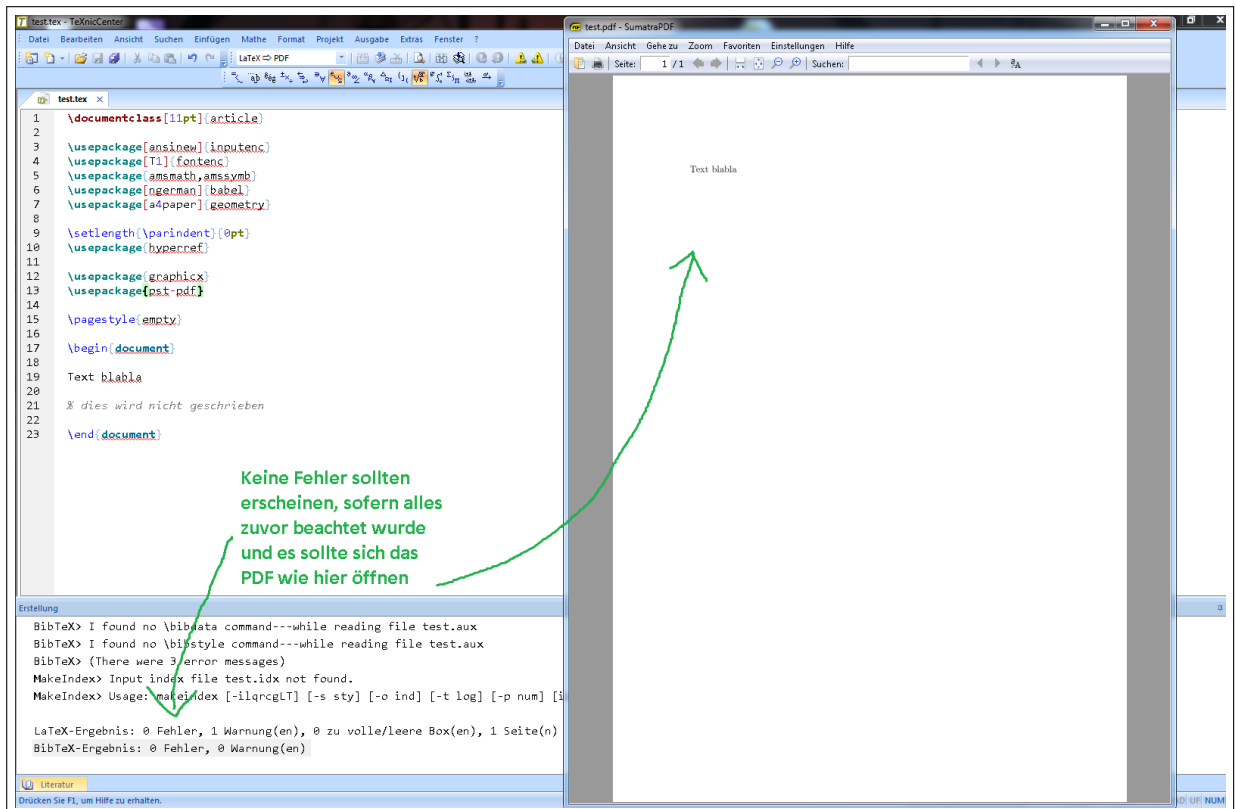 test.tex - TeXnicCenter
Datei Bearbeiten Ansicht Suchen Einfügen Mathe Format Projekt Ausgabe Extras Fenster ?
LaTeX ⇨ PDF
test.tex ×
1 \documentclass[11pt]{article}
2
3 \usepackage[ansinew]{inputenc}
4 \usepackage[T1]{fontenc}
5 \usepackage{amsmath,amssymb}
6 \usepackage[ngerman]{babel}
7 \usepackage[a4paper]{geometry}
8
9 \setlength{\parindent}{0pt}
10 \usepackage{hyperref}
11
12 \usepackage{graphicx}
13 \usepackage{pst-pdf}
14
15 \pagestyle{empty}
16
17 \begin{document}
18
19 Text blabla
20
21 % dies wird nicht geschrieben
22
23 \end{document}
Keine Fehler sollten
erscheinen, sofern alles
zuvor beachtet wurde
und es sollte sich das
PDF wie hier öffnen
Erstellung
BibTeX> I found no \bibdata command---while reading file test.aux
BibTeX> I found no \bibstyle command---while reading file test.aux
BibTeX> (There were 3 error messages)
MakeIndex> Input index file test.idx not found.
MakeIndex> Usage: makeindex [-ilqrcgLT] [-s sty] [-o ind] [-t log] [-p num] [i
LaTeX-Ergebnis: 0 Fehler, 1 Warnung(en), 0 zu volle/leere Box(en), 1 Seite(n)
BibTeX-Ergebnis: 0 Fehler, 0 Warnung(en)
Literatur
Drücken Sie F1, um Hilfe zu erhalten.
UF NUM
test.pdf - SumatraPDF
Datei Ansicht Gehe zu Zoom Favoriten Einstellungen Hilfe
Seite: 1 / 1 Suchen:
Text blabla